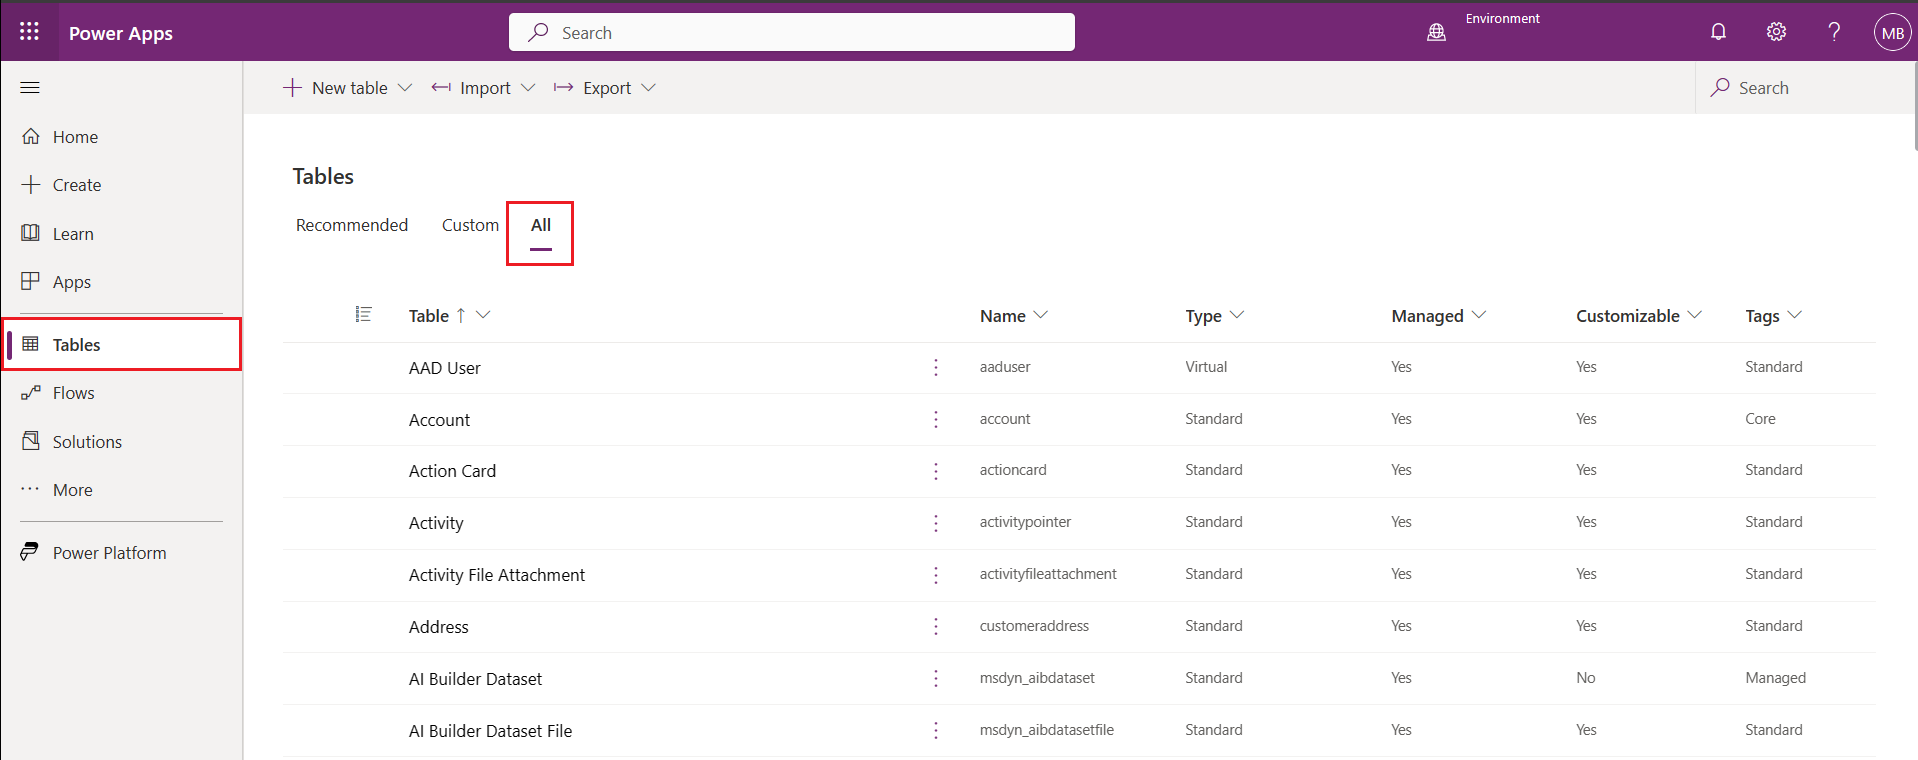 Power Apps
Search
Environment
MB
New table
Import
Export
Search
Home
Create
Learn
Apps
Tables
Flows
Solutions
More
Power Platform
Tables
Recommended Custom All
Table Name Type Managed Customizable Tags
AAD User aaduser Virtual Yes Yes Standard
Account account Standard Yes Yes Core
Action Card actioncard Standard Yes Yes Standard
Activity activitypointer Standard Yes Yes Standard
Activity File Attachment activityfileattachment Standard Yes Yes Standard
Address customeraddress Standard Yes Yes Standard
AI Builder Dataset msdyn_aibdataset Standard Yes No Managed
AI Builder Dataset File msdyn_aibdatasetfile Standard Yes Yes Standard